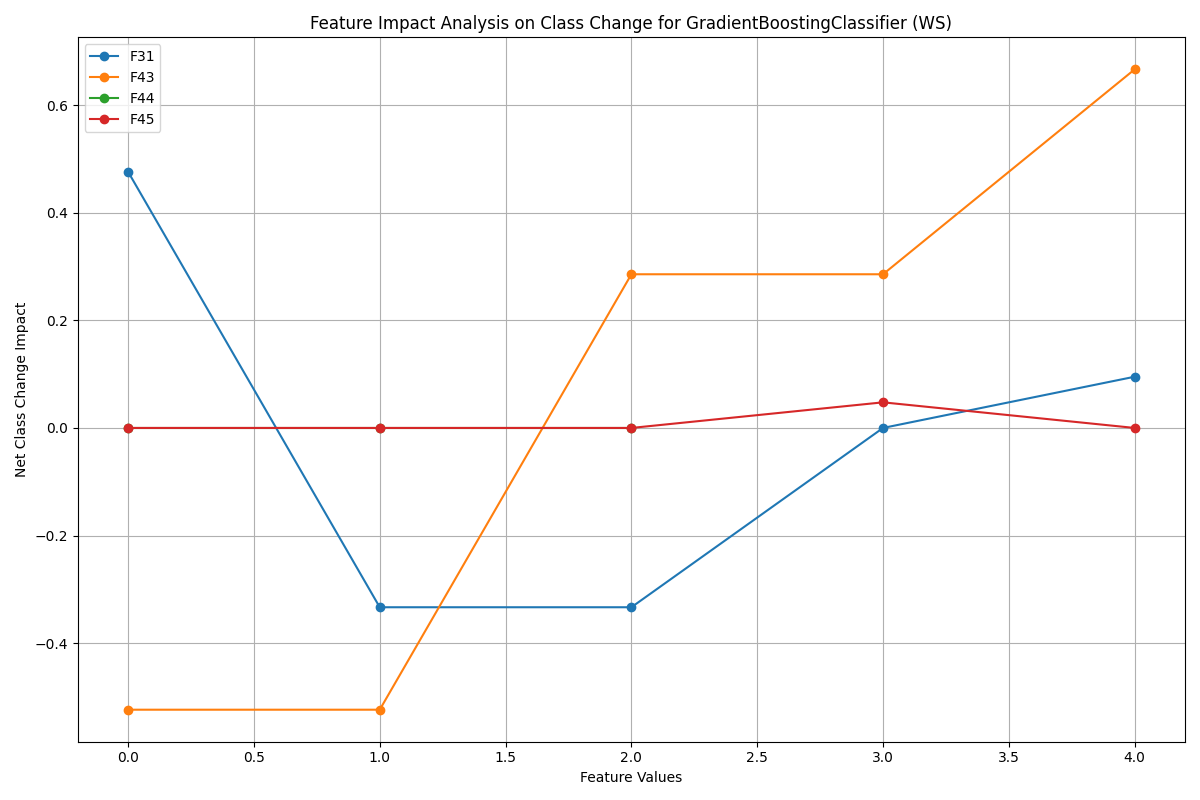 Feature Impact Analysis on Class Change for GradientBoostingClassifier (WS)
F31
F43
F44
F45
Net Class Change Impact
0.6
0.4
0.2
0.0
−0.2
−0.4
0.0 0.5 1.0 1.5 2.0 2.5 3.0 3.5 4.0
Feature Values